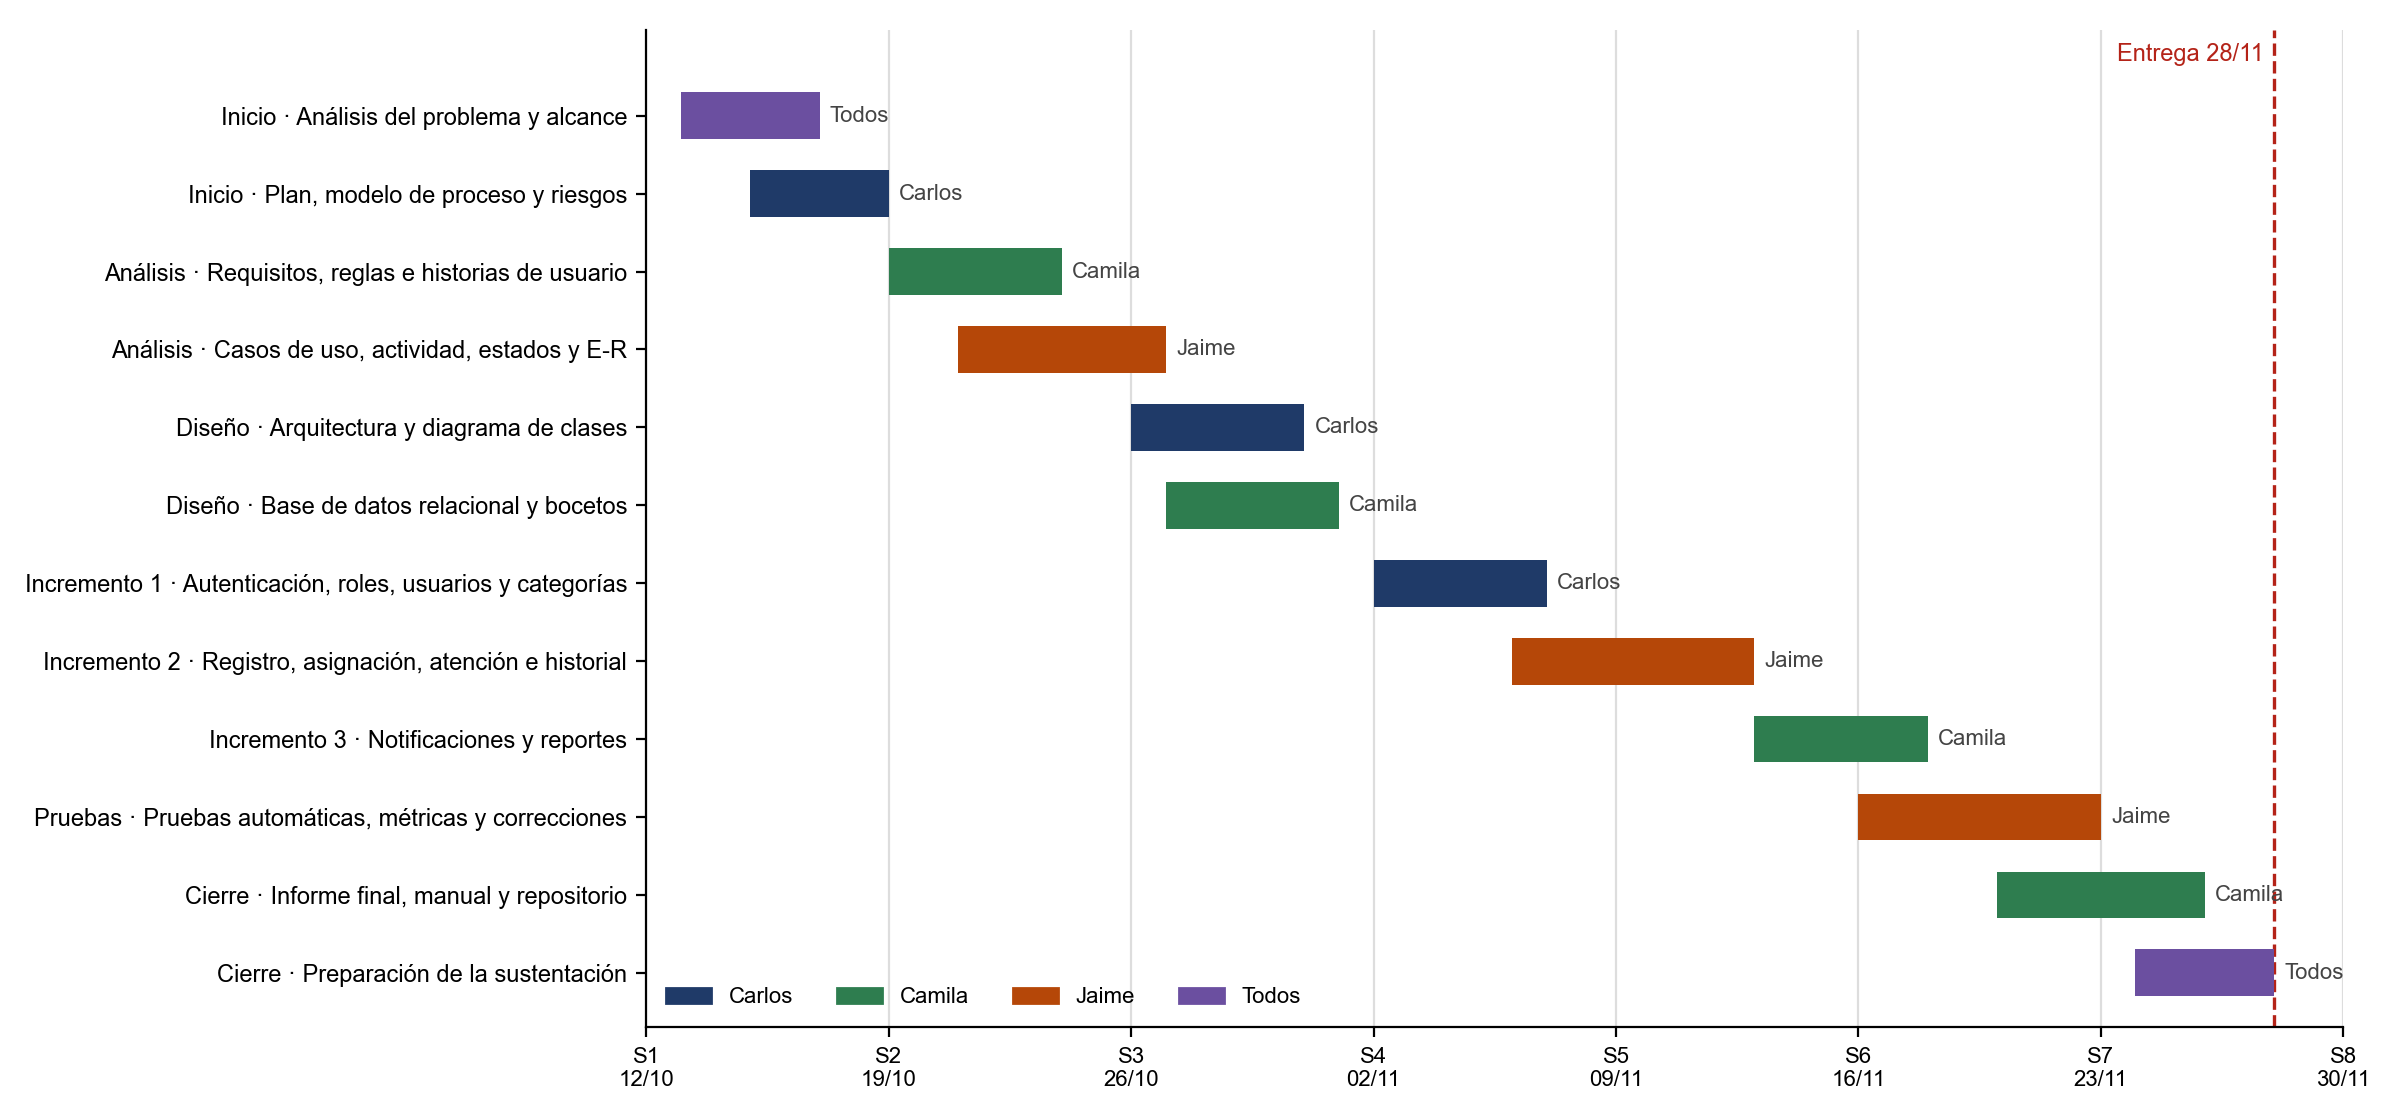 Entrega 28/11
Inicio · Análisis del problema y alcance
Todos
Inicio · Plan, modelo de proceso y riesgos
Carlos
Análisis · Requisitos, reglas e historias de usuario
Camila
Análisis · Casos de uso, actividad, estados y E-R
Jaime
Diseño · Arquitectura y diagrama de clases
Carlos
Diseño · Base de datos relacional y bocetos
Camila
Incremento 1 · Autenticación, roles, usuarios y categorías
Carlos
Incremento 2 · Registro, asignación, atención e historial
Jaime
Incremento 3 · Notificaciones y reportes
Camila
Pruebas · Pruebas automáticas, métricas y correcciones
Jaime
Cierre · Informe final, manual y repositorio
Camila
Cierre · Preparación de la sustentación
Todos
Carlos Camila Jaime Todos
S1 S2 S3 S4 S5 S6 S7 S8
12/10 19/10 26/10 02/11 09/11 16/11 23/11 30/11